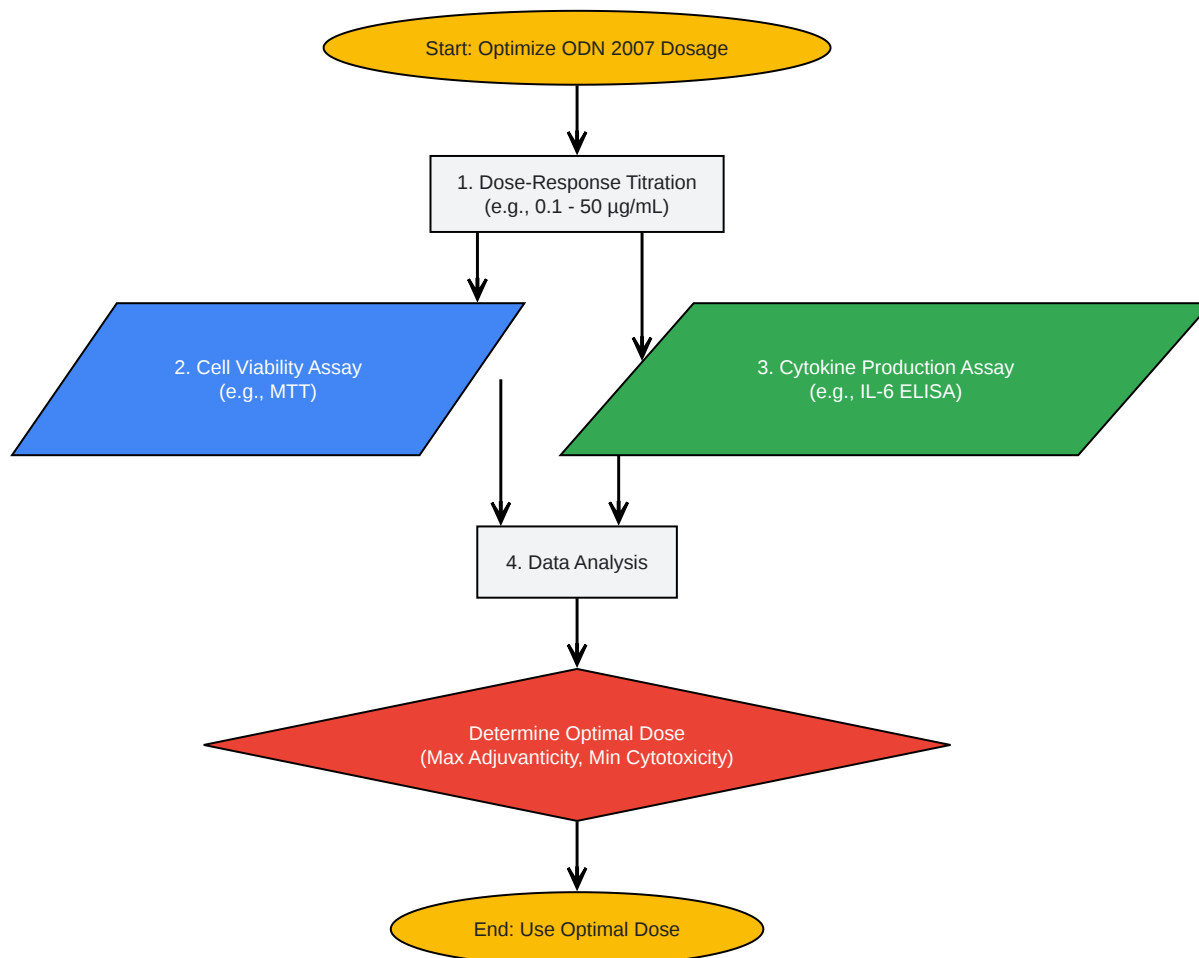 Start: Optimize ODN 2007 Dosage
1. Dose-Response Titration
(e.g., 0.1 - 50 µg/mL)
2. Cell Viability Assay
(e.g., MTT)
3. Cytokine Production Assay
(e.g., IL-6 ELISA)
4. Data Analysis
Determine Optimal Dose
(Max Adjuvanticity, Min Cytotoxicity)
End: Use Optimal Dose